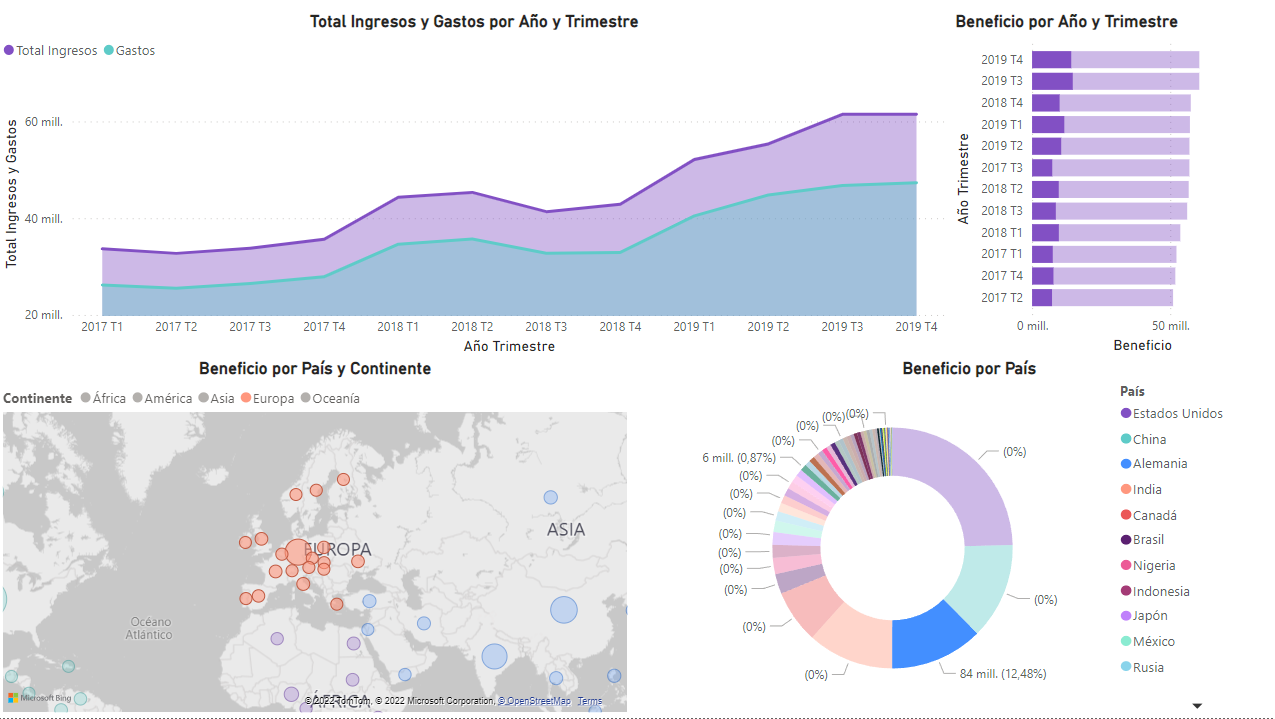 Total Ingresos y Gastos por Año y Trimestre
Total Ingresos Gastos
Total Ingresos y Gastos
60 mill.
40 mill.
20 mill.
2017 T1 2017 T2 2017 T3 2017 T4 2018 T1 2018 T2 2018 T3 2018 T4 2019 T1 2019 T2 2019 T3 2019 T4
Año Trimestre
Beneficio por Año y Trimestre
Año Trimestre
2019 T4
2019 T3
2018 T4
2019 T1
2019 T2
2017 T3
2018 T2
2018 T3
2018 T1
2017 T1
2017 T4
2017 T2
0 mill. 50 mill.
Beneficio
Beneficio por País y Continente
Continente África América Asia Europa Oceanía
ASIA
EUROPA
Océano
Atlántico
ÁFRICA
Microsoft Bing
© 2022 TomTom, © 2022 Microsoft Corporation, © OpenStreetMap Terms
Beneficio por País
(0%)
(0%)
84 mill. (12,48%)
(0%)
(0%)
(0%)
(0%)
(0%)
(0%)
(0%)
(0%)
6 mill. (0,87%)
(0%)
(0%)
(0%)
(0%)
País
Estados Unidos
China
Alemania
India
Canadá
Brasil
Nigeria
Indonesia
Japón
México
Rusia